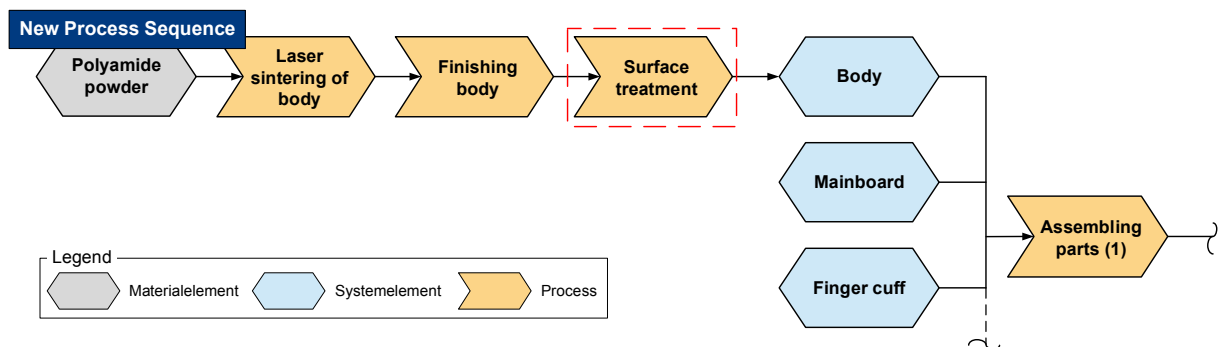 New Process Sequence
Polyamide
powder
Laser
sintering of
body
Finishing
body
Surface
treatment
Body
Mainboard
Finger cuff
Assembling
parts (1)
Legend
Materialelement
Systemelement
Process